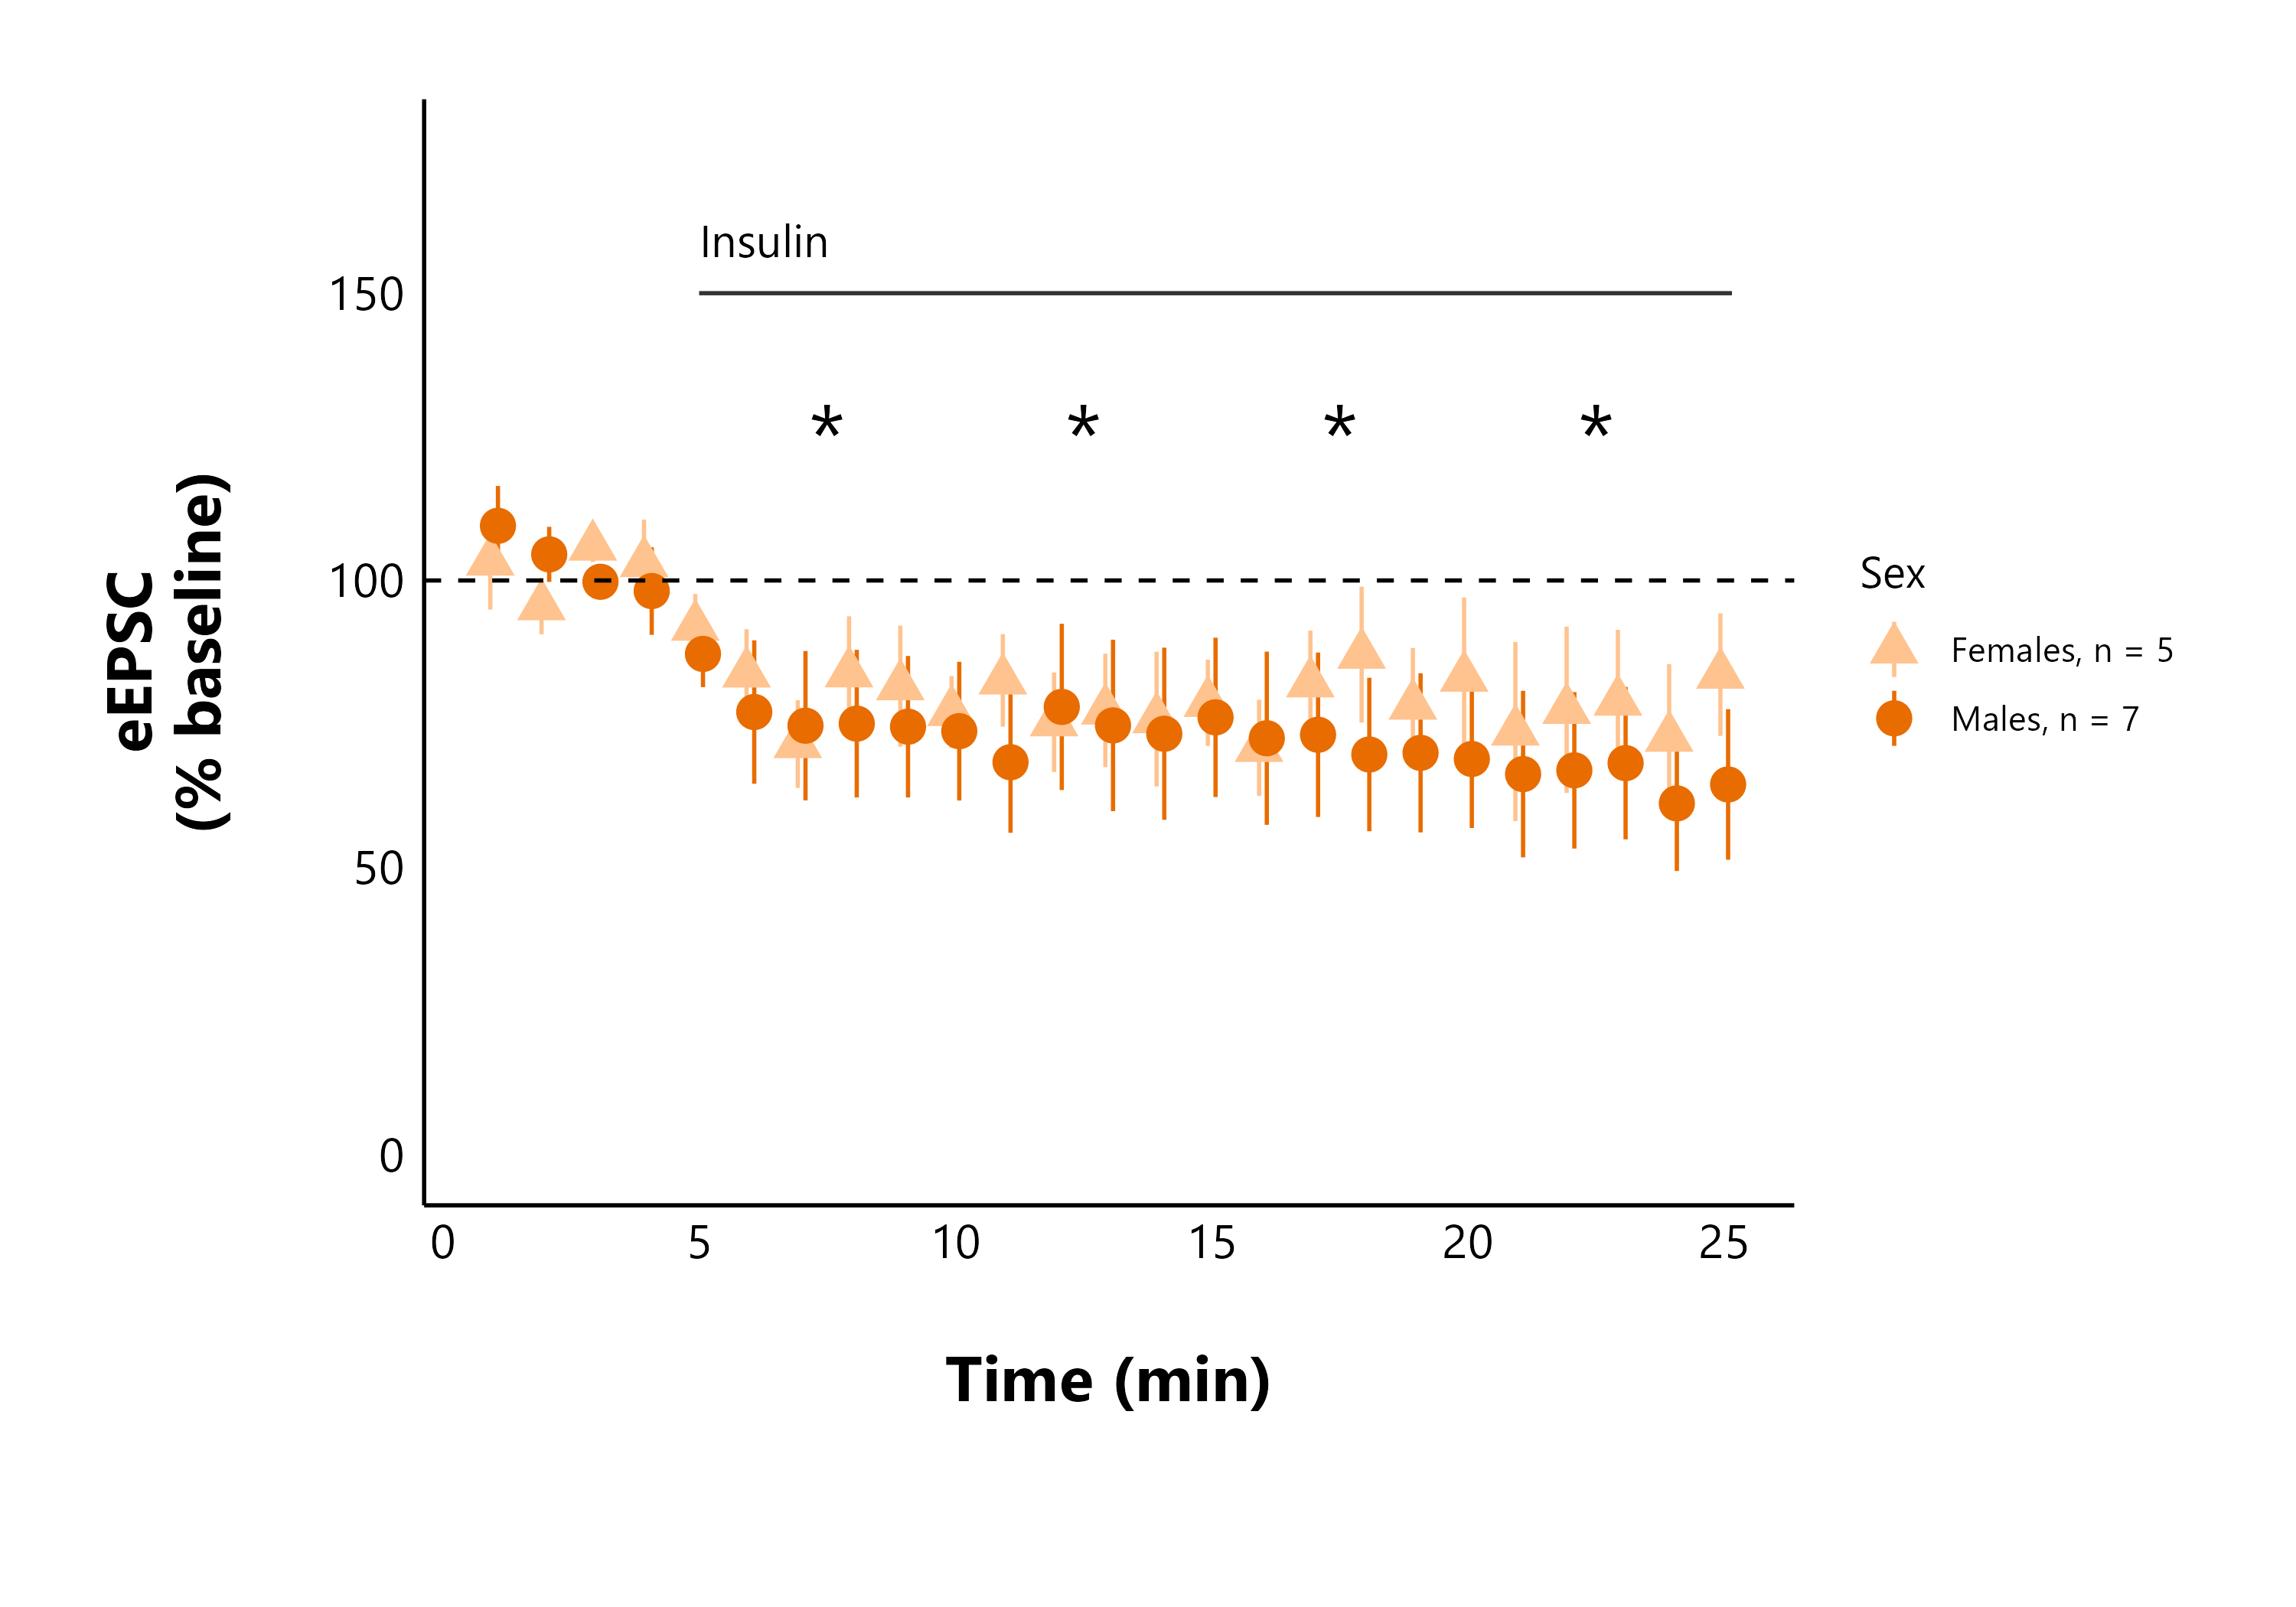 Insulin
150
* * * *
100
50
0
eEPSC
(% baseline)
0 5 10 15 20 25
Time (min)
Sex
Females, n = 5
Males, n = 7